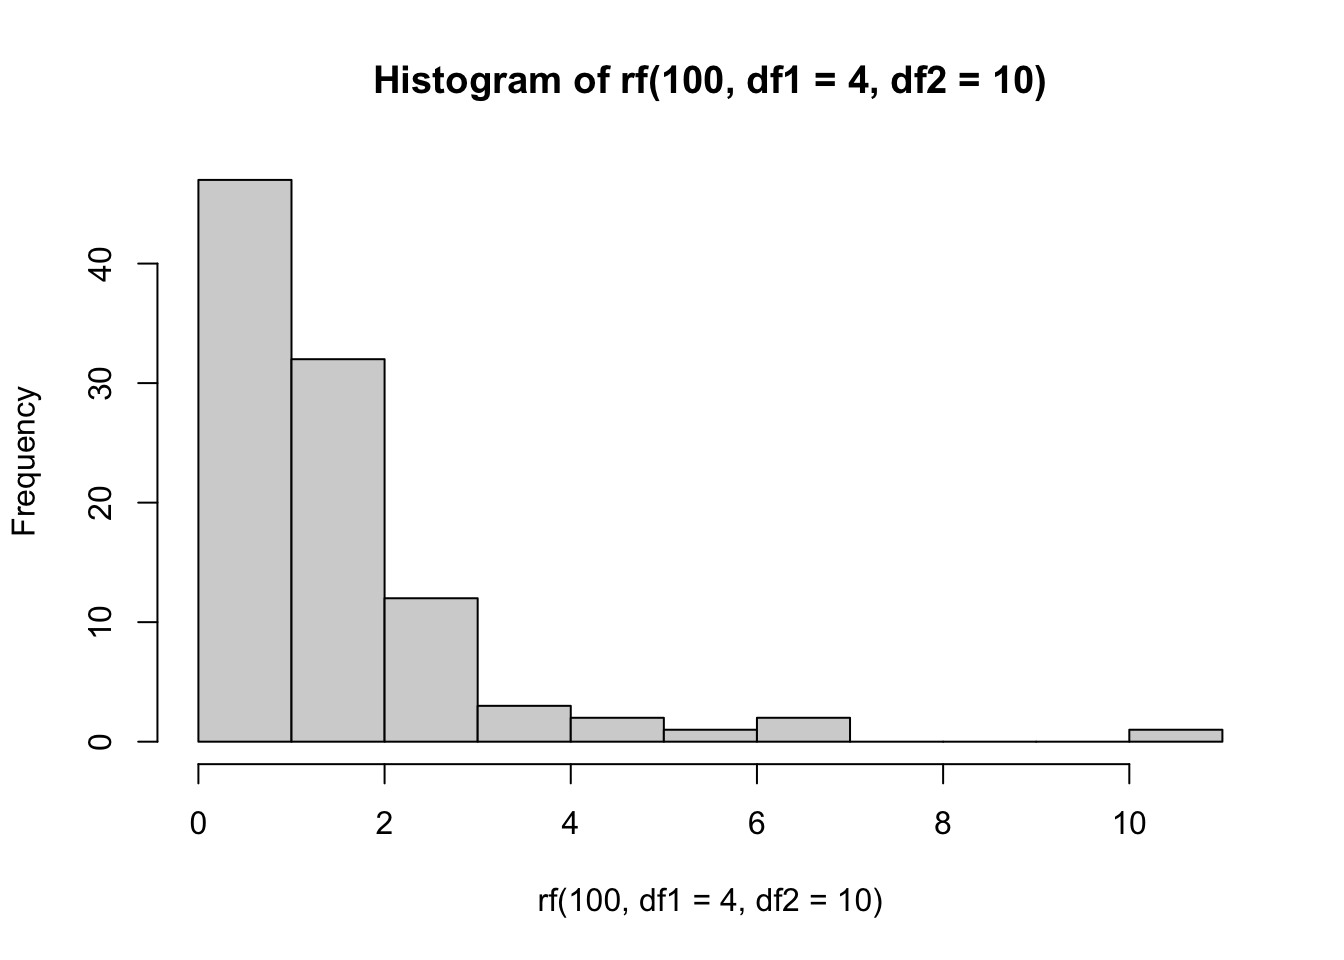 Histogram of rf(100, df1 = 4, df2 = 10)
Frequency
40
30
20
10
0
0 2 4 6 8 10
rf(100, df1 = 4, df2 = 10)